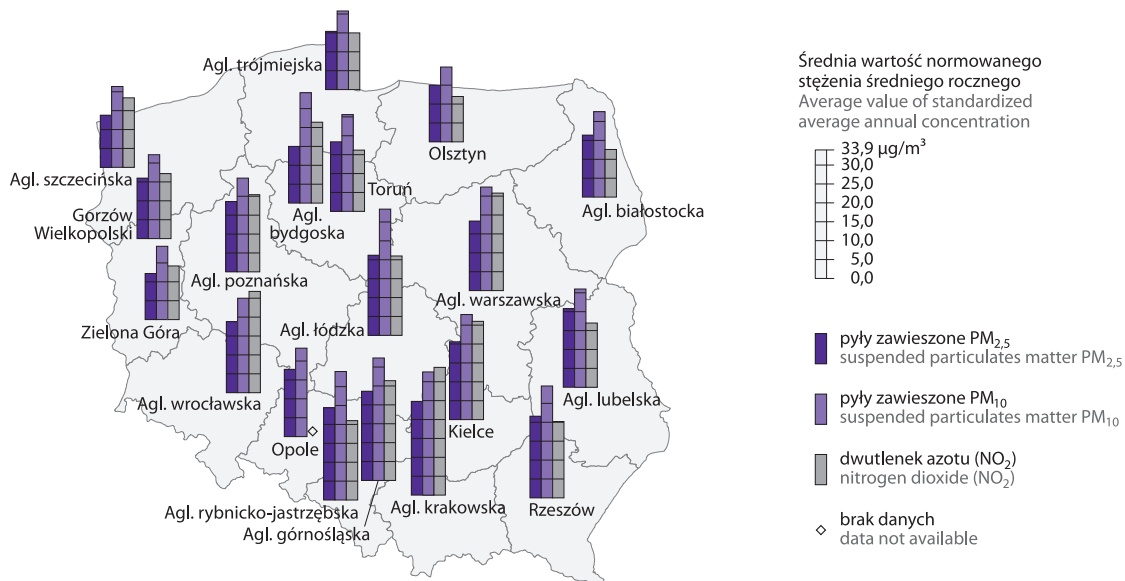 Agl. trójmiejska
Agl. szczecińska
Olsztyn
Agl. białostocka
Gorzów
Wielkopolski
Agl.
bydgoska
Toruń
Agl. poznańska
Agl. warszawska
Zielona Góra
Agl. łódzka
Agl. wrocławska
Agl. lubelska
Opole
Kielce
Agl. rybnicko-jastrzębska
Agl. górnośląska
Agl. krakowska
Rzeszów
Średnia wartość normowanego
stężenia średniego rocznego
Average value of standardized
average annual concentration
33,9 µg/m³
30,0
25,0
20,0
15,0
10,0
5,0
0,0
pyły zawieszone PM2,5
suspended particulates matter PM2,5
pyły zawieszone PM10
suspended particulates matter PM10
dwutlenek azotu (NO2)
nitrogen dioxide (NO2)
brak danych
data not available